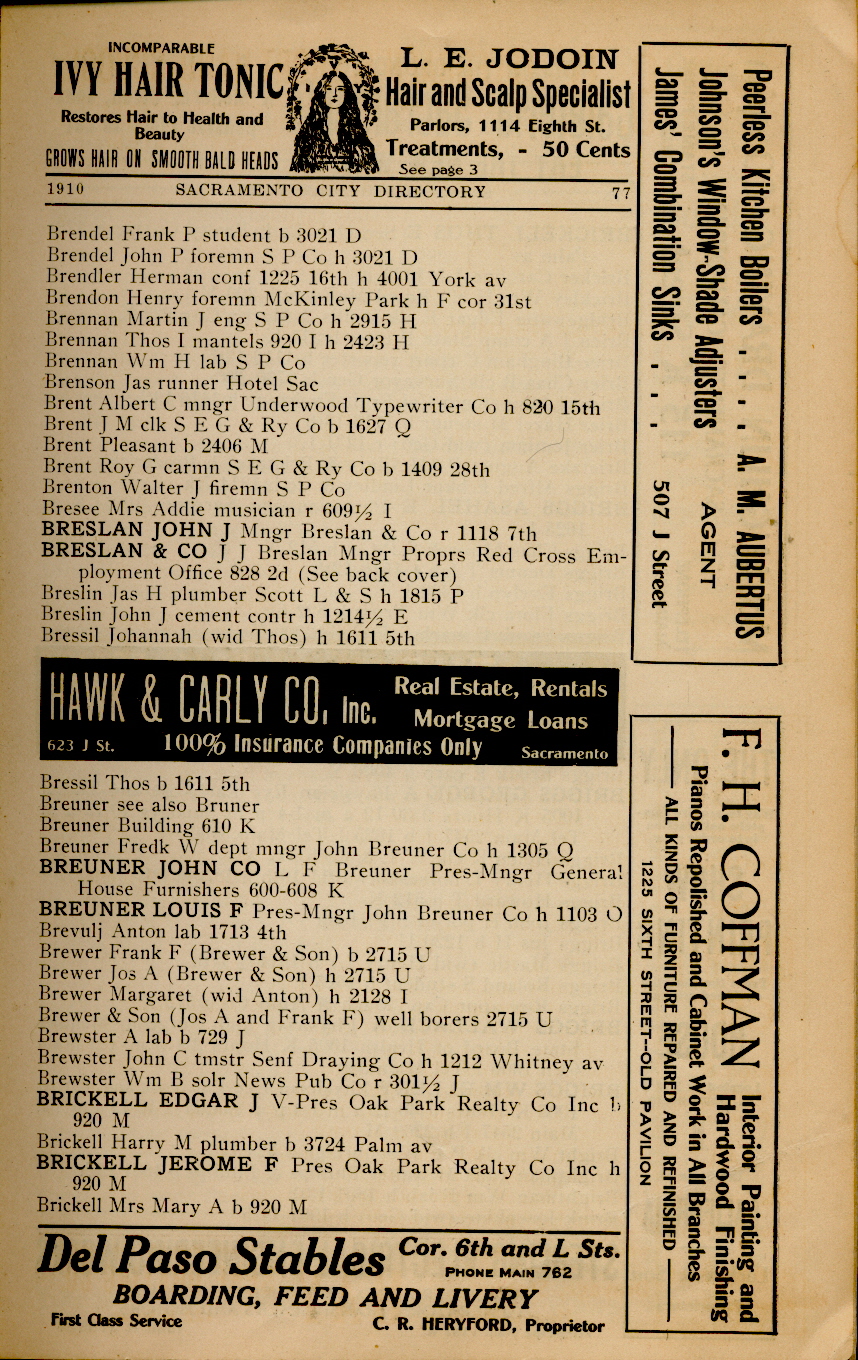 INCOMPARABLE
IVY HAIR TONIC
Restores Hair to Health and
Beauty
GROWS HAIR ON SMOOTH BALD HEADS
L. E. JODOIN
Hair and Scalp Specialist
Parlors, 1114 Eighth St.
Treatments, - 50 Cents
See page 3
1910 SACRAMENTO CITY DIRECTORY 77
Brendel Frank P student b 3021 D
Brendel John P foremn S P Co h 3021 D
Brendler Herman conf 1225 16th h 4001 York av
Brendon Henry foremn McKinley Park h F cor 31st
Brennan Martin J eng S P Co h 2915 H
Brennan Thos I mantels 920 I h 2423 H
Brennan Wm H lab S P Co
Brenson Jas runner Hotel Sac
Brent Albert C mngr Underwood Typewriter Co h 820 15th
Brent J M clk S E G & Ry Co b 1627 Q
Brent Pleasant b 2406 M
Brent Roy G carmn S E G & Ry Co b 1409 28th
Brenton Walter J firemn S P Co
Bresee Mrs Addie musician r 609½ I
BRESLAN JOHN J Mngr Breslan & Co r 1118 7th
BRESLAN & CO J J Breslan Mngr Proprs Red Cross Em-
ployment Office 828 2d (See back cover)
Breslin Jas H plumber Scott L & S h 1815 P
Breslin John J cement contr h 1214½ E
Bressil Johannah (wid Thos) h 1611 5th
HAWK & CARLY CO, Inc.
Real Estate, Rentals
Mortgage Loans
623 J St. 100% Insurance Companies Only Sacramento
Bressil Thos b 1611 5th
Breuner see also Bruner
Breuner Building 610 K
Breuner Fredk W dept mngr John Breuner Co h 1305 Q
BREUNER JOHN CO L F Breuner Pres-Mngr General
House Furnishers 600-608 K
BREUNER LOUIS F Pres-Mngr John Breuner Co h 1103 O
Brevulj Anton lab 1713 4th
Brewer Frank F (Brewer & Son) b 2715 U
Brewer Jos A (Brewer & Son) h 2715 U
Brewer Margaret (wid Anton) h 2128 I
Brewer & Son (Jos A and Frank F) well borers 2715 U
Brewster A lab b 729 J
Brewster John C tmstr Senf Draying Co h 1212 Whitney av
Brewster Wm B solr News Pub Co r 301½ J
BRICKELL EDGAR J V-Pres Oak Park Realty Co Inc b
920 M
Brickell Harry M plumber b 3724 Palm av
BRICKELL JEROME F Pres Oak Park Realty Co Inc h
920 M
Brickell Mrs Mary A b 920 M
Del Paso Stables
Cor. 6th and L Sts.
PHONE MAIN 762
BOARDING, FEED AND LIVERY
First Class Service C. R. HERYFORD, Proprietor
Peerless Kitchen Boilers . . . . A. M. AUBERTUS
Johnson's Window-Shade Adjusters AGENT
James' Combination Sinks . . . 507 J Street
F. H. COFFMAN
Interior Painting and
Hardwood Finishing
Pianos Repolished and Cabinet Work in All Branches
ALL KINDS OF FURNITURE REPAIRED AND REFINISHED
1225 SIXTH STREET--OLD PAVILION